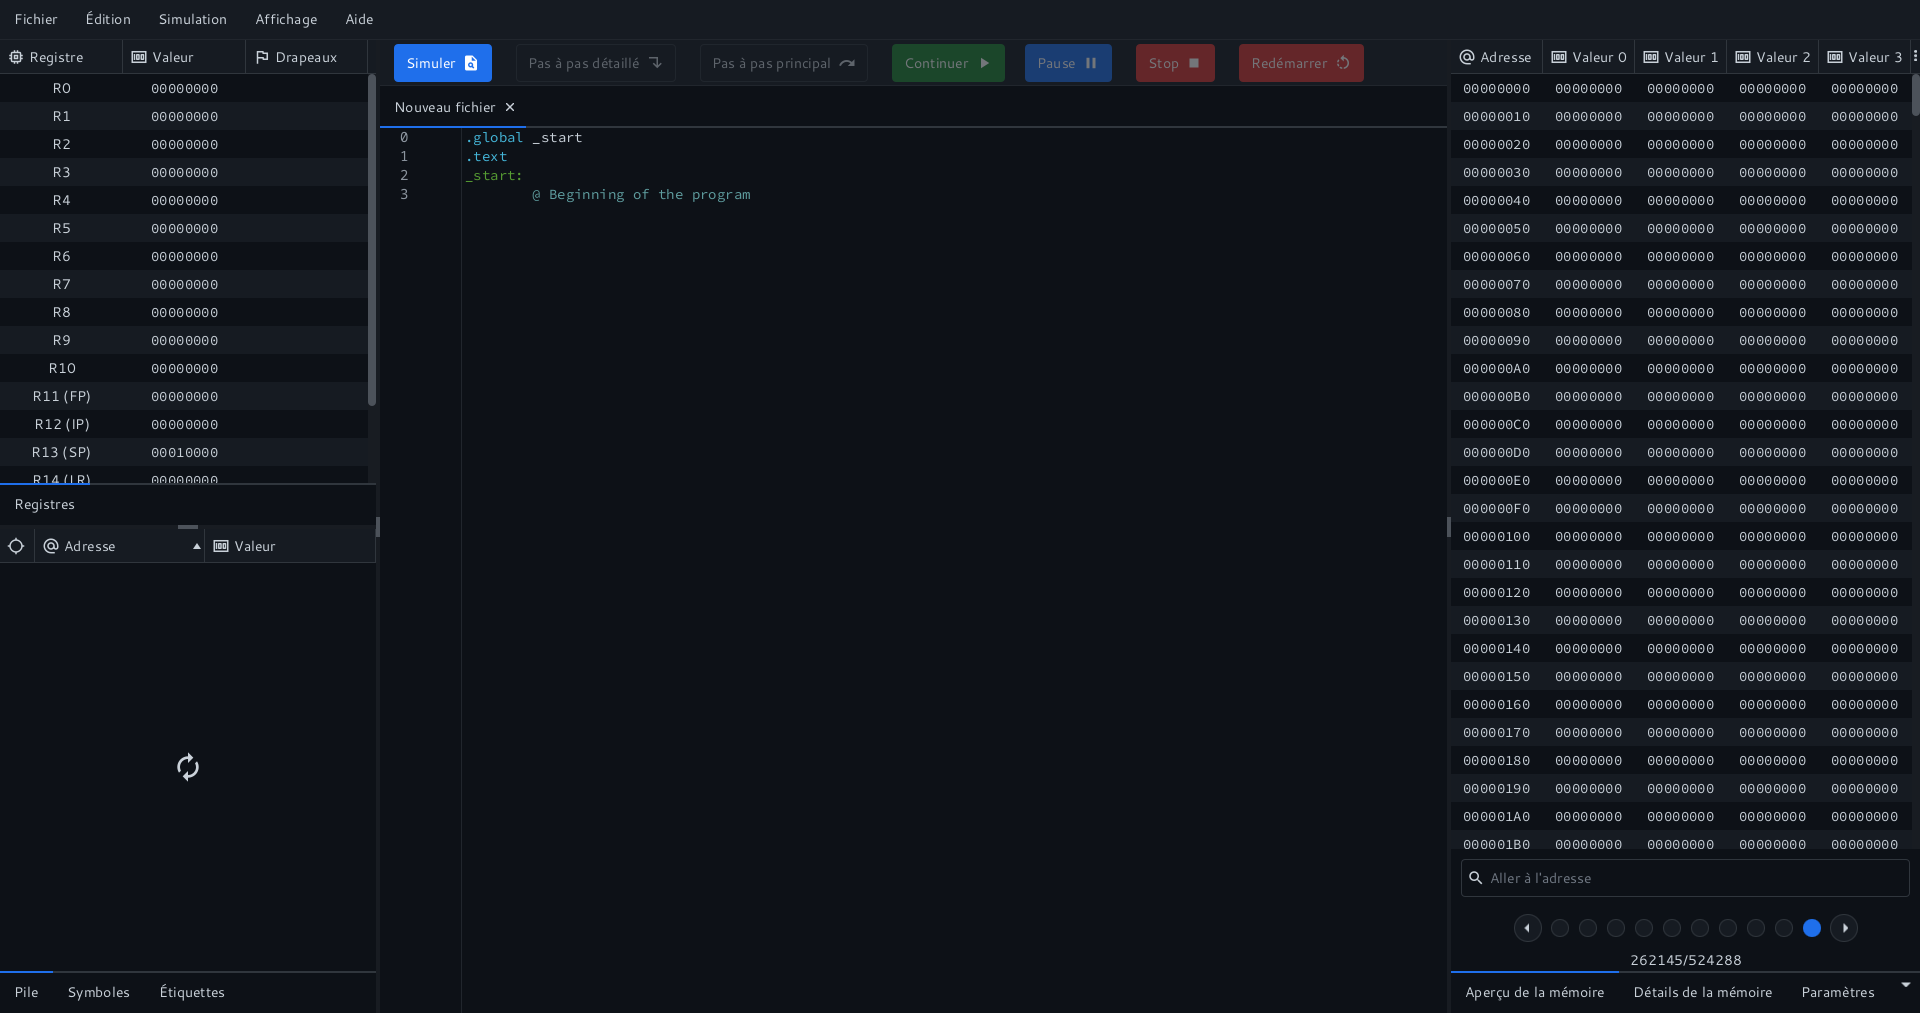 Fichier Édition Simulation Affichage Aide
Registre Valeur Drapeaux
R0 00000000
R1 00000000
R2 00000000
R3 00000000
R4 00000000
R5 00000000
R6 00000000
R7 00000000
R8 00000000
R9 00000000
R10 00000000
R11 (FP) 00000000
R12 (IP) 00000000
R13 (SP) 00010000
R14 (LR) 00000000
Registres
Adresse Valeur
Pile Symboles Étiquettes
Simuler Pas à pas détaillé Pas à pas principal Continuer Pause Stop Redémarrer
Nouveau fichier
0 .global _start
1 .text
2 _start:
3 @ Beginning of the program
Adresse Valeur 0 Valeur 1 Valeur 2 Valeur 3
00000000 00000000 00000000 00000000 00000000
00000010 00000000 00000000 00000000 00000000
00000020 00000000 00000000 00000000 00000000
00000030 00000000 00000000 00000000 00000000
00000040 00000000 00000000 00000000 00000000
00000050 00000000 00000000 00000000 00000000
00000060 00000000 00000000 00000000 00000000
00000070 00000000 00000000 00000000 00000000
00000080 00000000 00000000 00000000 00000000
00000090 00000000 00000000 00000000 00000000
000000A0 00000000 00000000 00000000 00000000
000000B0 00000000 00000000 00000000 00000000
000000C0 00000000 00000000 00000000 00000000
000000D0 00000000 00000000 00000000 00000000
000000E0 00000000 00000000 00000000 00000000
000000F0 00000000 00000000 00000000 00000000
00000100 00000000 00000000 00000000 00000000
00000110 00000000 00000000 00000000 00000000
00000120 00000000 00000000 00000000 00000000
00000130 00000000 00000000 00000000 00000000
00000140 00000000 00000000 00000000 00000000
00000150 00000000 00000000 00000000 00000000
00000160 00000000 00000000 00000000 00000000
00000170 00000000 00000000 00000000 00000000
00000180 00000000 00000000 00000000 00000000
00000190 00000000 00000000 00000000 00000000
000001A0 00000000 00000000 00000000 00000000
000001B0 00000000 00000000 00000000 00000000
Aller à l'adresse
262145/524288
Aperçu de la mémoire Détails de la mémoire Paramètres